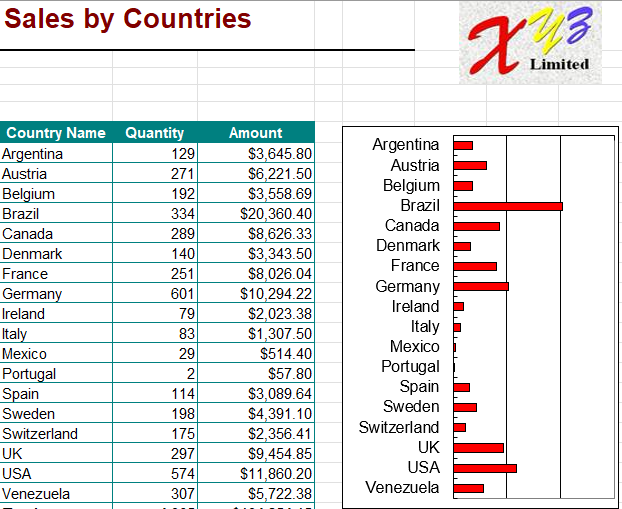 Sales by Countries
XYZ
Limited
Country Name Quantity Amount
Argentina 129 $3,645.80
Austria 271 $6,221.50
Belgium 192 $3,558.69
Brazil 334 $20,360.40
Canada 289 $8,626.33
Denmark 140 $3,343.50
France 251 $8,026.04
Germany 601 $10,294.22
Ireland 79 $2,023.38
Italy 83 $1,307.50
Mexico 29 $514.40
Portugal 2 $57.80
Spain 114 $3,089.64
Sweden 198 $4,391.10
Switzerland 175 $2,356.41
UK 297 $9,454.85
USA 574 $11,860.20
Venezuela 307 $5,722.38
Argentina
Austria
Belgium
Brazil
Canada
Denmark
France
Germany
Ireland
Italy
Mexico
Portugal
Spain
Sweden
Switzerland
UK
USA
Venezuela